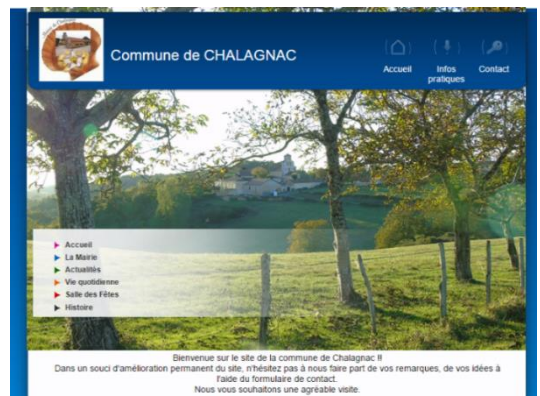 Commune de CHALAGNAC
Accueil
Infos
pratiques
Contact
Accueil
La Mairie
Actualités
Vie quotidienne
Salle des Fêtes
Histoire
Bienvenue sur le site de la commune de Chalagnac !!
Dans un souci d'amélioration permanent du site, n'hésitez pas à nous faire part de vos remarques, de vos idées à
l'aide du formulaire de contact.
Nous vous souhaitons une agréable visite.